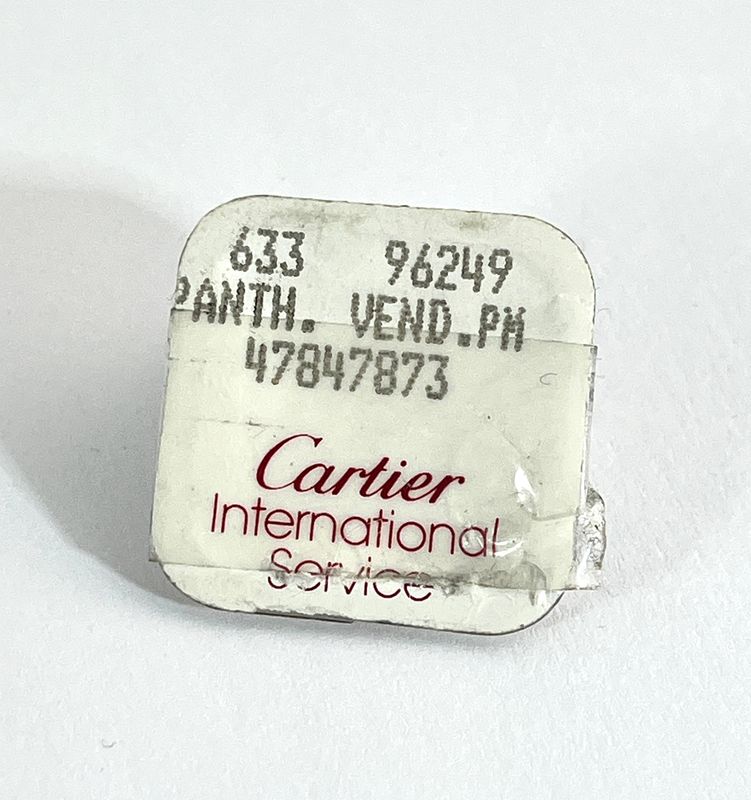 633 96249
PANTH. VEND.PM
47847873
Cartier
International
Service